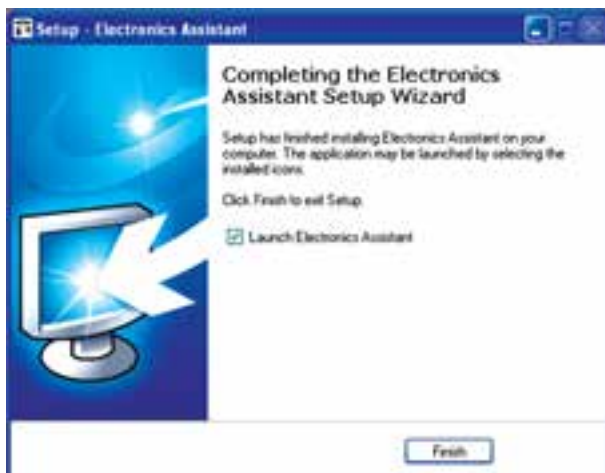 Setup - Electronics Assistant
Completing the Electronics
Assistant Setup Wizard
Setup has finished installing Electronics Assistant on your
computer. The application may be launched by selecting the
installed icons.
Click Finish to exit Setup.
Launch Electronics Assistant
Finish